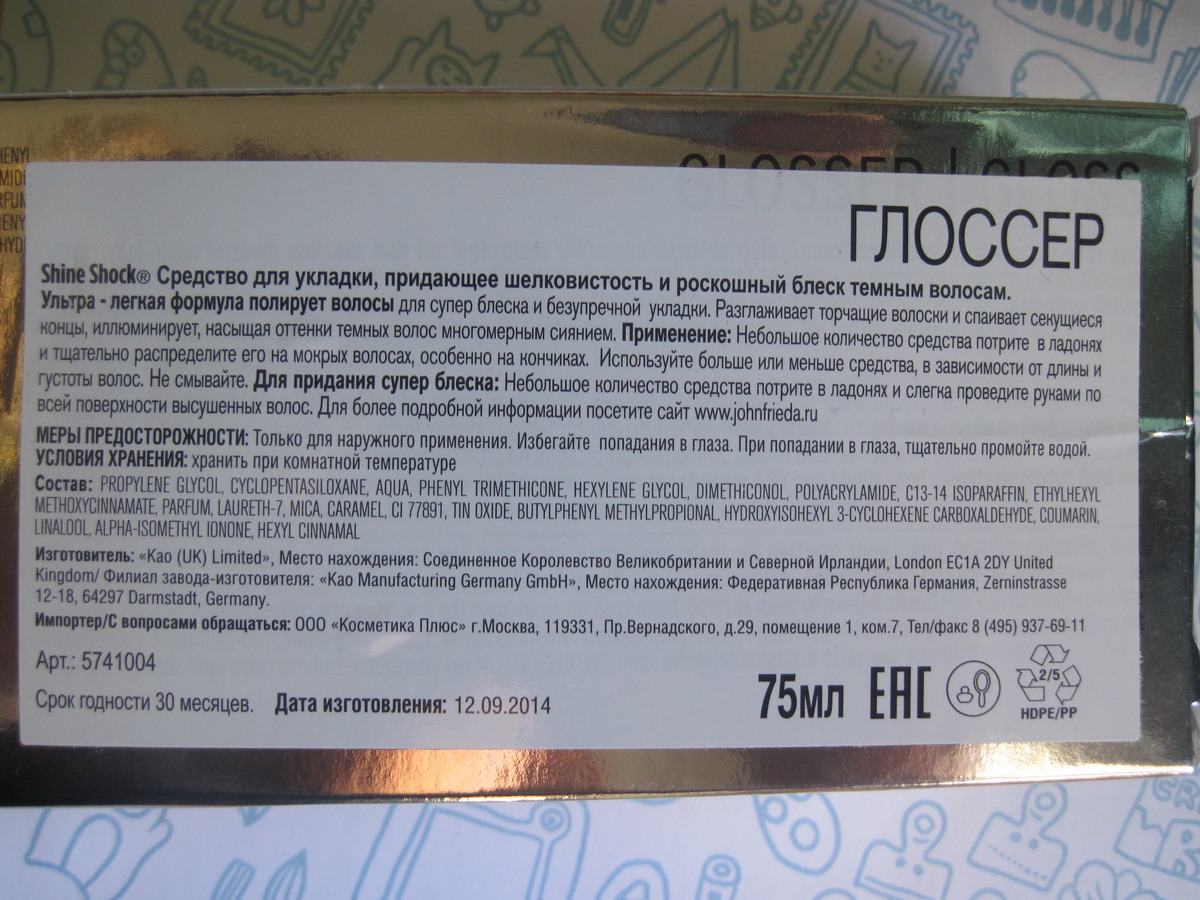 GLOSSER | GLOSS
HENYL
MID
RFUM
ENY
HYD
ГЛОССЕР
Shine Shock® Средство для укладки, придающее шелковистость и роскошный блеск темным волосам.
Ультра - легкая формула полирует волосы для супер блеска и безупречной укладки. Разглаживает торчащие волоски и спаивает секущиеся
концы, иллюминирует, насыщая оттенки темных волос многомерным сиянием. Применение: Небольшое количество средства потрите в ладонях
и тщательно распределите его на мокрых волосах, особенно на кончиках. Используйте больше или меньше средства, в зависимости от длины и
густоты волос. Не смывайте. Для придания супер блеска: Небольшое количество средства потрите в ладонях и слегка проведите руками по
всей поверхности высушенных волос. Для более подробной информации посетите сайт www.johnfrieda.ru
МЕРЫ ПРЕДОСТОРОЖНОСТИ: Только для наружного применения. Избегайте попадания в глаза. При попадании в глаза, тщательно промойте водой.
УСЛОВИЯ ХРАНЕНИЯ: хранить при комнатной температуре
Состав: PROPYLENE GLYCOL, CYCLOPENTASILOXANE, AQUA, PHENYL TRIMETHICONE, HEXYLENE GLYCOL, DIMETHiCONOL, POLYACRYLAMIDE, C13-14 ISOPARAFFIN, ETHYLHEXYL
METHOXYCINNAMATE, PARFUM, LAURETH-7, MICA, CARAMEL, CI 77891, TIN OXIDE, BUTYLPHENYL METHYLPROPIONAL, HYDROXYISOHEXYL 3-CYCLOHEXENE CARBOXALDEHYDE, COUMARIN,
LINALOOL, ALPHA-ISOMETHYL IONONE, HEXYL CINNAMAL
Изготовитель: «Kao (UK) Limited», Место нахождения: Соединенное Королевство Великобритании и Северной Ирландии, London EC1A 2DY United
Kingdom/ Филиал завода-изготовителя: «Kao Manufacturing Germany GmbH», Место нахождения: Федеративная Республика Германия, Zerninstrasse
12-18, 64297 Darmstadt, Germany.
Импортер/С вопросами обращаться: ООО «Косметика Плюс» г.Москва, 119331, Пр.Вернадского, д.29, помещение 1, ком.7, Тел/факс 8 (495) 937-69-11
Арт.: 5741004
Срок годности 30 месяцев. Дата изготовления: 12.09.2014
75мл EAC
2/5
HDPE/PP